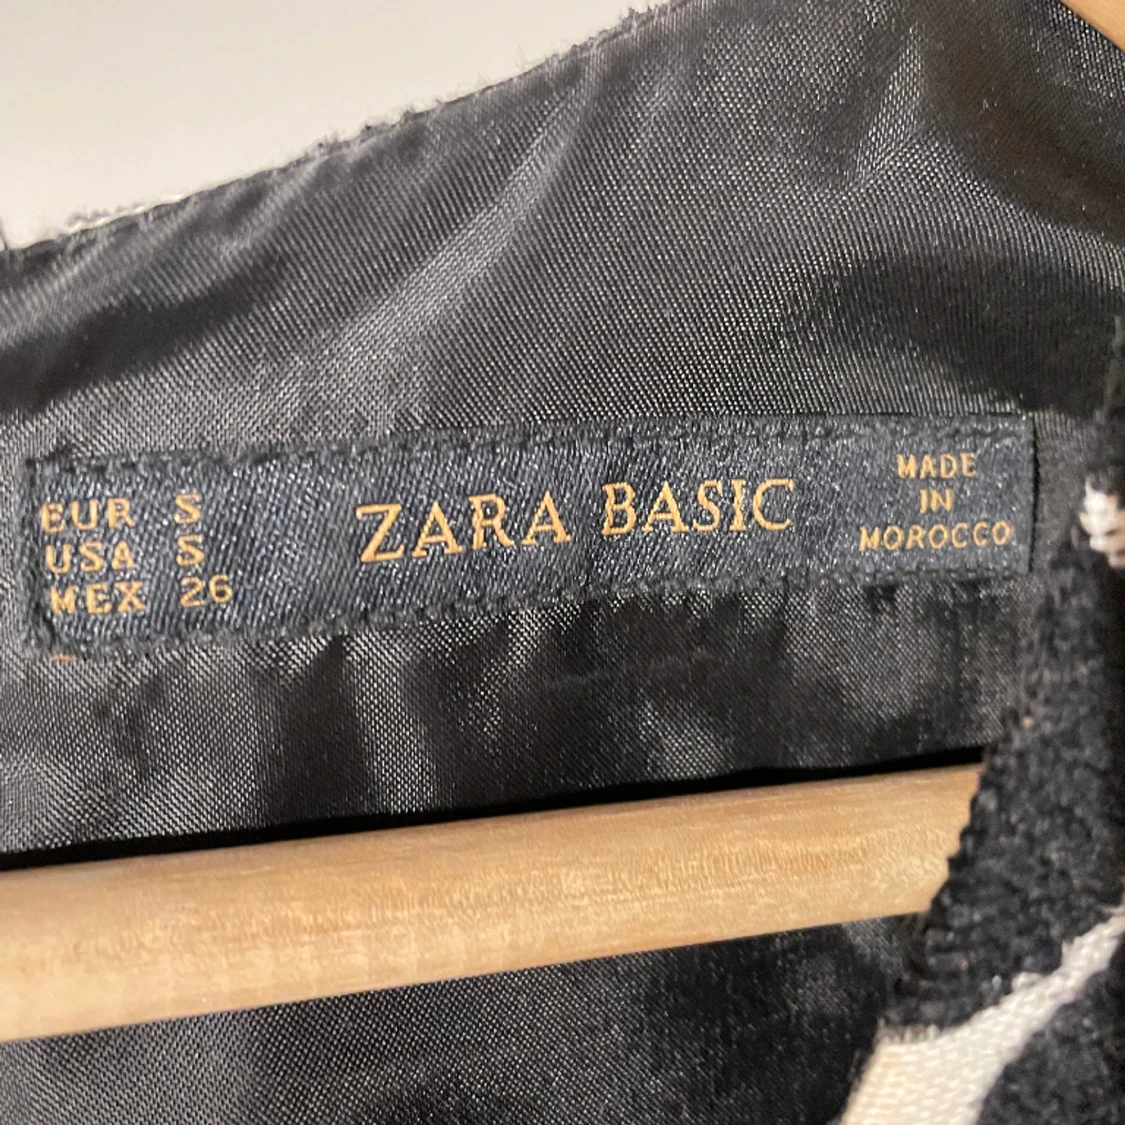 EUR S
USA S
MEX 26
ZARA BASIC
MADE
IN
MOROCCO